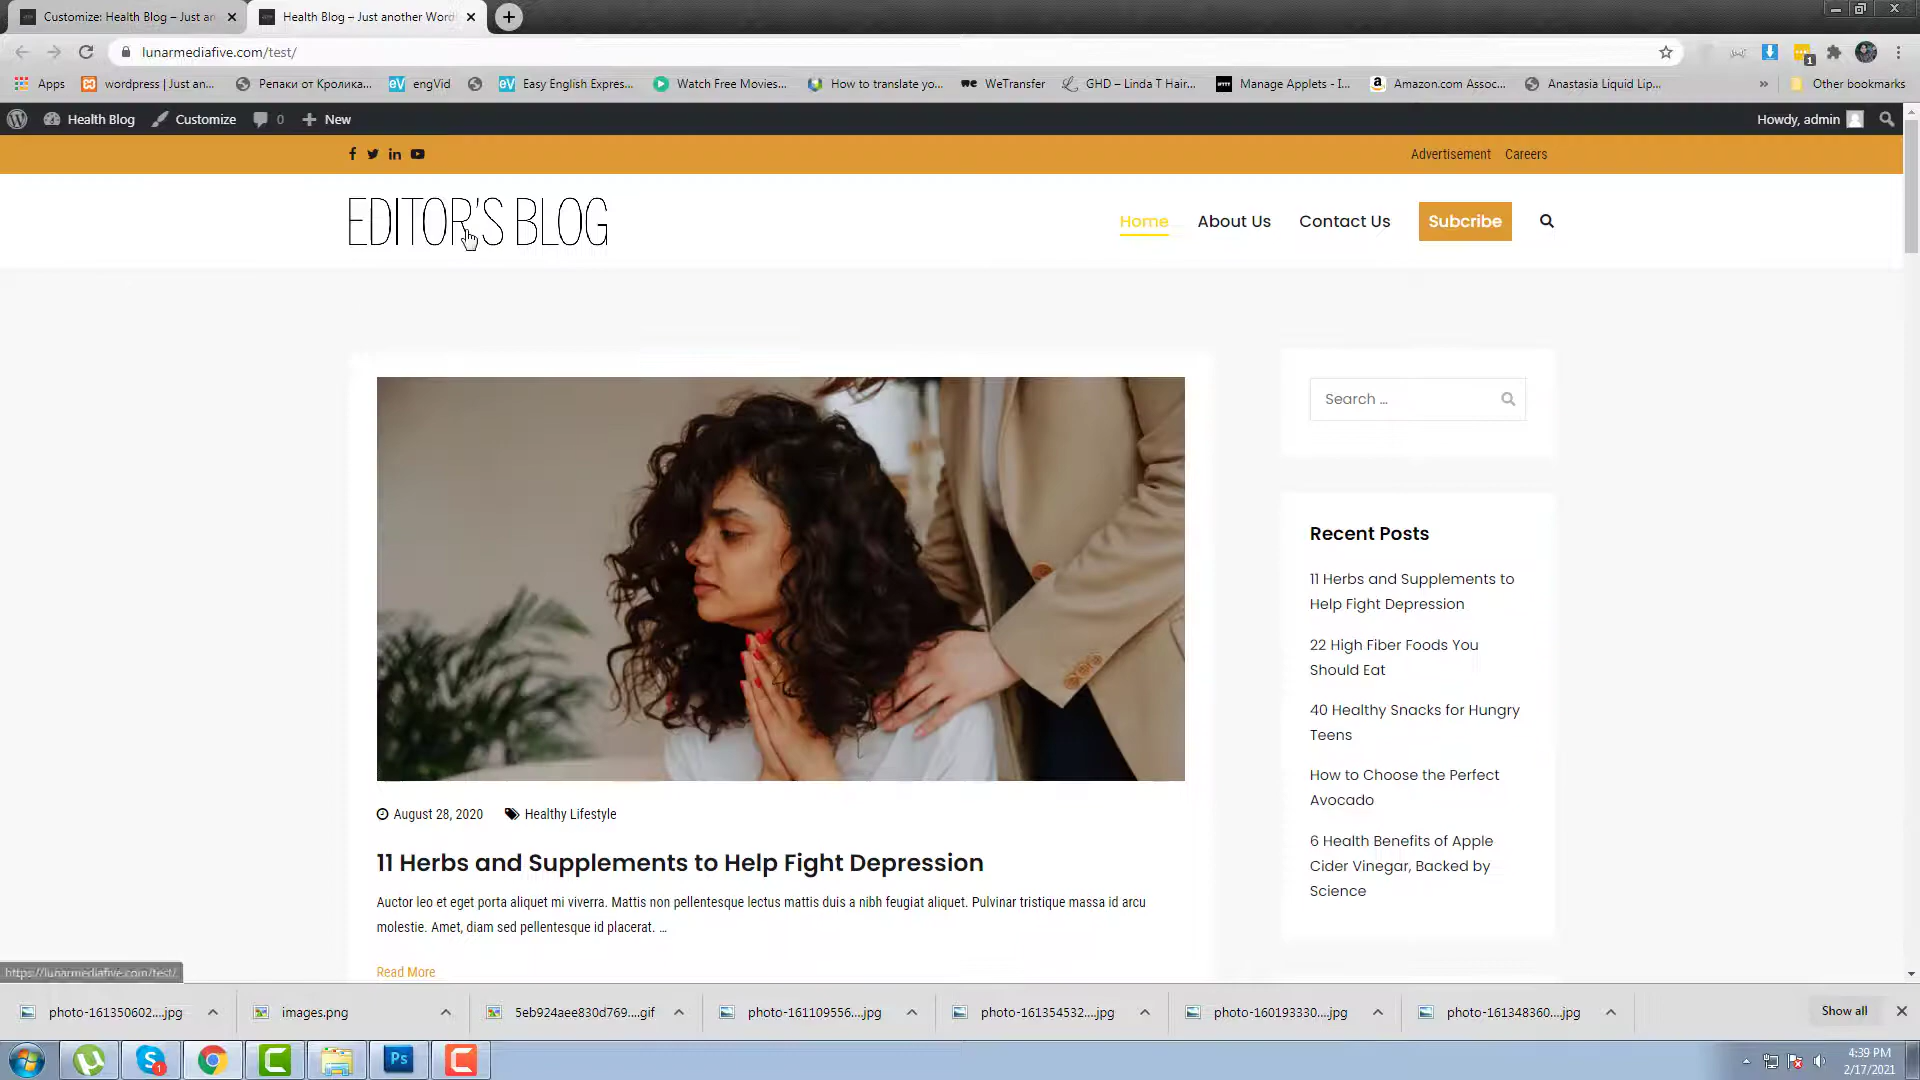 Customize: Health Blog – Just an
Health Blog – Just another Word
lunarmediafive.com/test/
Apps
wordpress | Just an...
Репаки от Кролика...
engVid
Easy English Expres...
Watch Free Movies...
How to translate yo...
WeTransfer
GHD – Linda T Hair...
Manage Applets - I...
Amazon.com Assoc...
Anastasia Liquid Lip...
»
Other bookmarks
Health Blog
Customize
0
New
Howdy, admin
Advertisement
Careers
EDITOR'S BLOG
Home
About Us
Contact Us
Subcribe
Search ...
Recent Posts
11 Herbs and Supplements to
Help Fight Depression
22 High Fiber Foods You
Should Eat
40 Healthy Snacks for Hungry
Teens
How to Choose the Perfect
Avocado
6 Health Benefits of Apple
Cider Vinegar, Backed by
Science
August 28, 2020
Healthy Lifestyle
11 Herbs and Supplements to Help Fight Depression
Auctor leo et eget porta aliquet mi viverra. Mattis non pellentesque lectus mattis duis a nibh feugiat aliquet. Pulvinar tristique massa id arcu
molestie. Amet, diam sed pellentesque id placerat. ...
Read More
https://lunarmediafive.com/test/
photo-161350602....jpg
images.png
5eb924aee830d769....gif
photo-161109556....jpg
photo-161354532....jpg
photo-160193330....jpg
photo-161348360....jpg
Show all
Ps
4:39 PM
2/17/2021